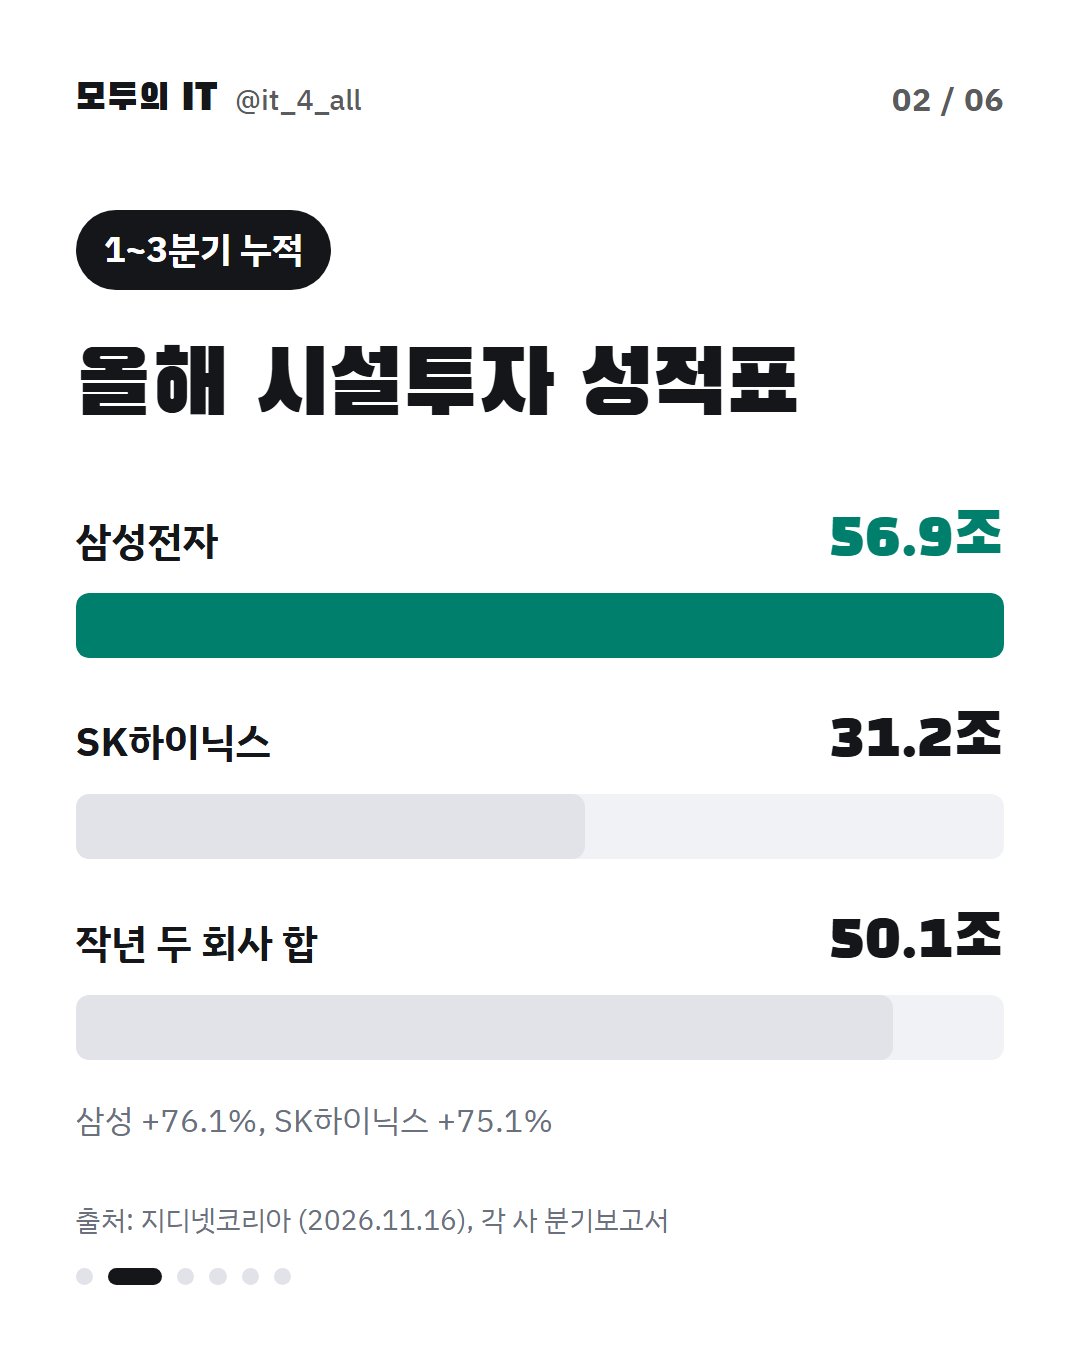 모두의 IT @it_4_all
02 / 06
1~3분기 누적
올해 시설투자 성적표
삼성전자 56.9조
SK하이닉스 31.2조
작년 두 회사 합 50.1조
삼성 +76.1%, SK하이닉스 +75.1%
출처: 지디넷코리아 (2026.11.16), 각 사 분기보고서